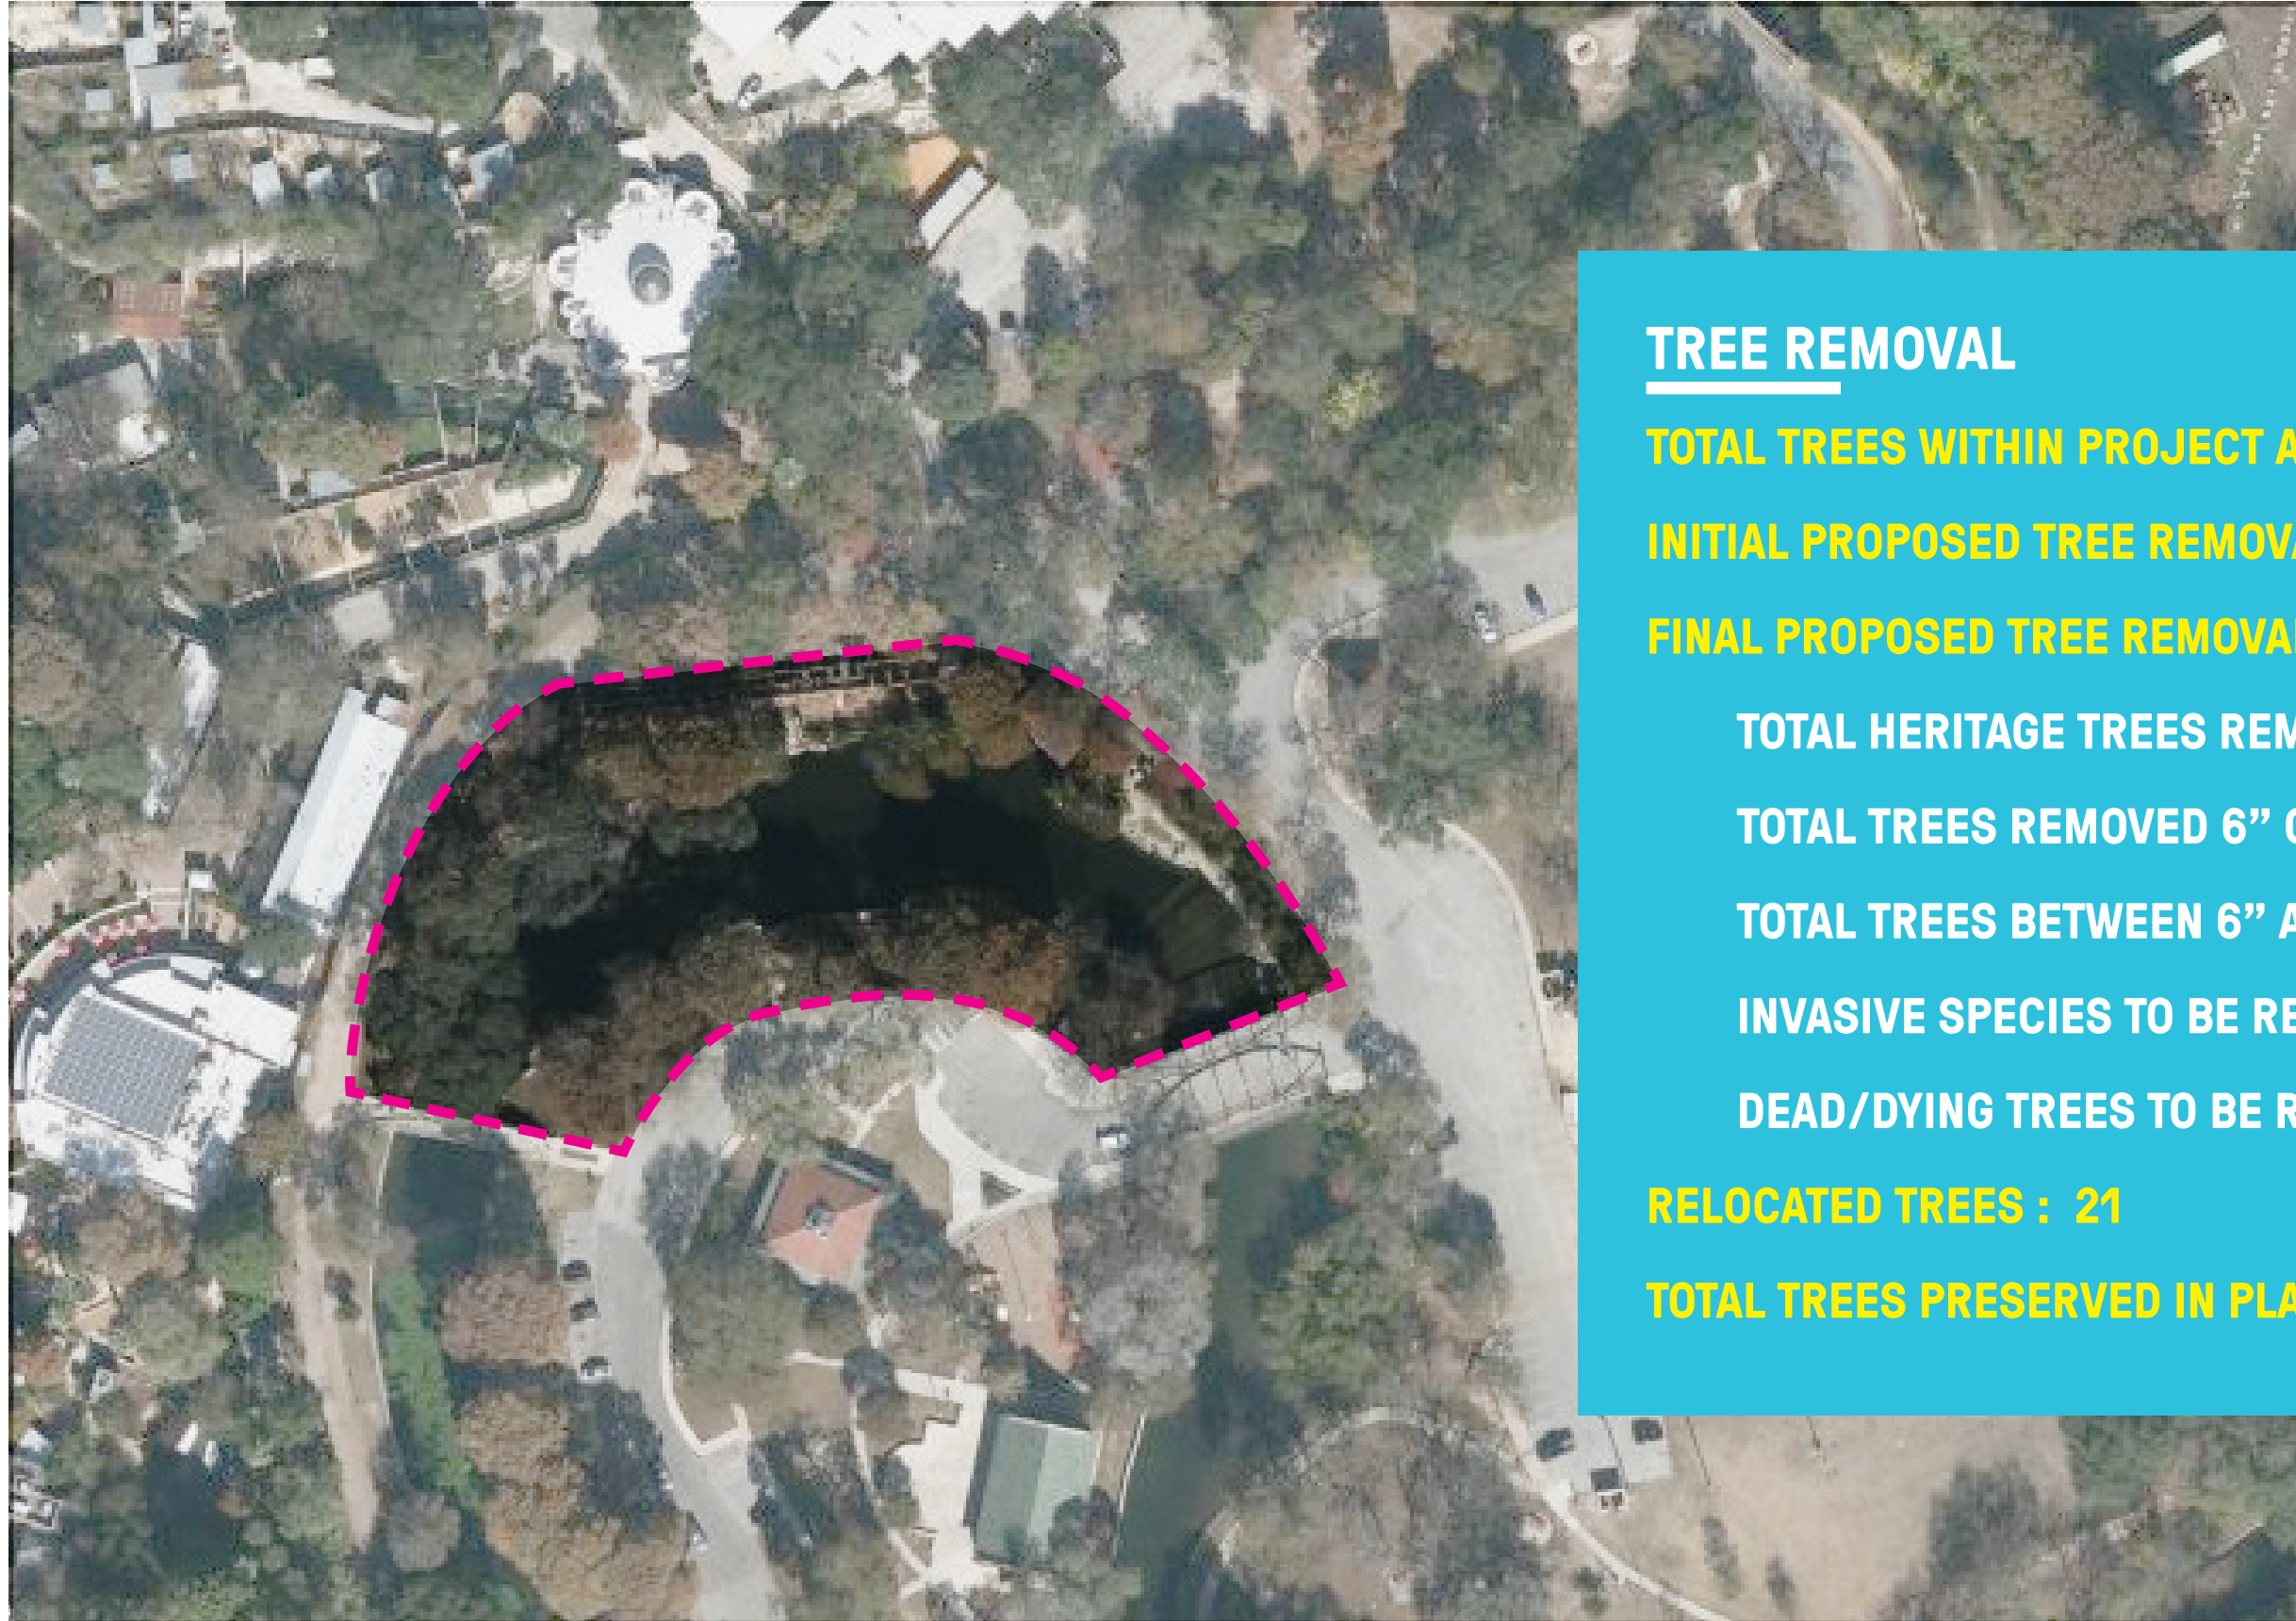 TREE REMOVAL
TOTAL TREES WITHIN PROJECT
INITIAL PROPOSED TREE
FINAL PROPOSED TREE
TOTAL HERITAGE TREES
TOTAL TREES REMOVED 6”
TOTAL TREES BETWEEN 6”
INVASIVE SPECIES TO BE
DEAD/DYING TREES TO BE
RELOCATED TREES : 21
TOTAL TREES PRESERVED IN